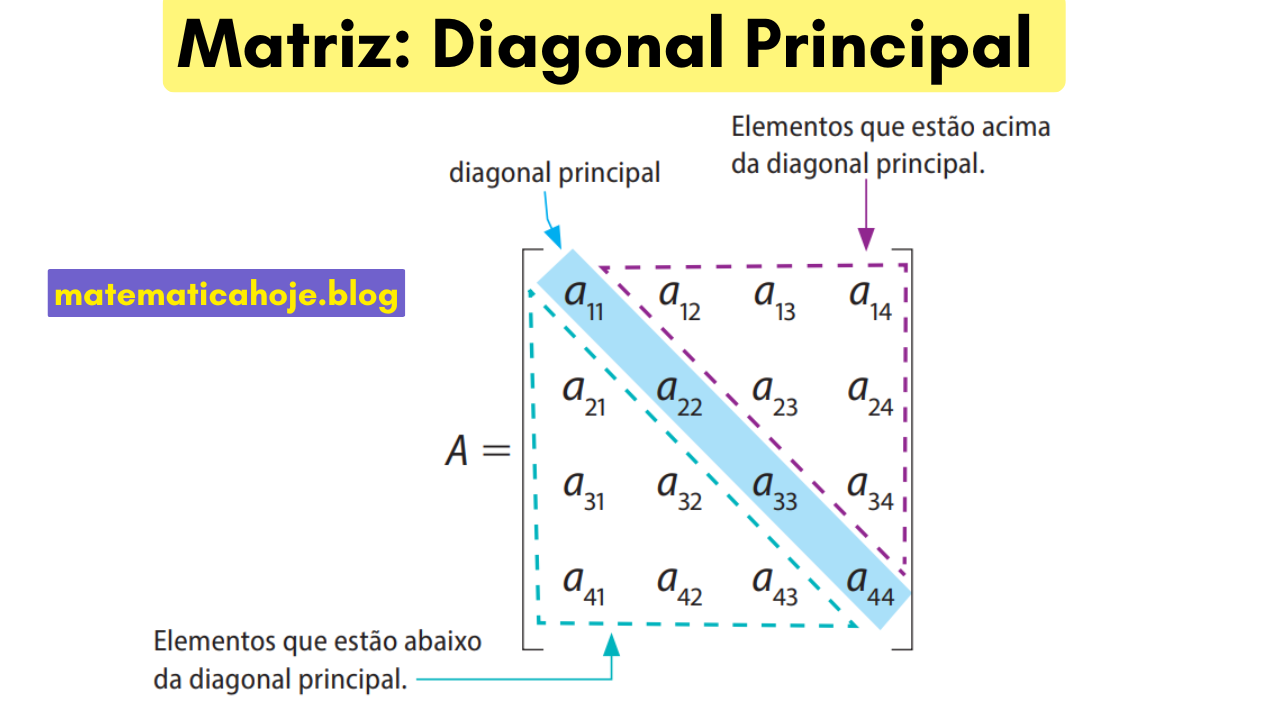 Matriz: Diagonal Principal
Elementos que estão acima
da diagonal principal.
diagonal principal
matematicahoje.blog
a11 a12 a13 a14
a21 a22 a23 a24
A =
a31 a32 a33 a34
a41 a42 a43 a44
Elementos que estão abaixo
da diagonal principal.